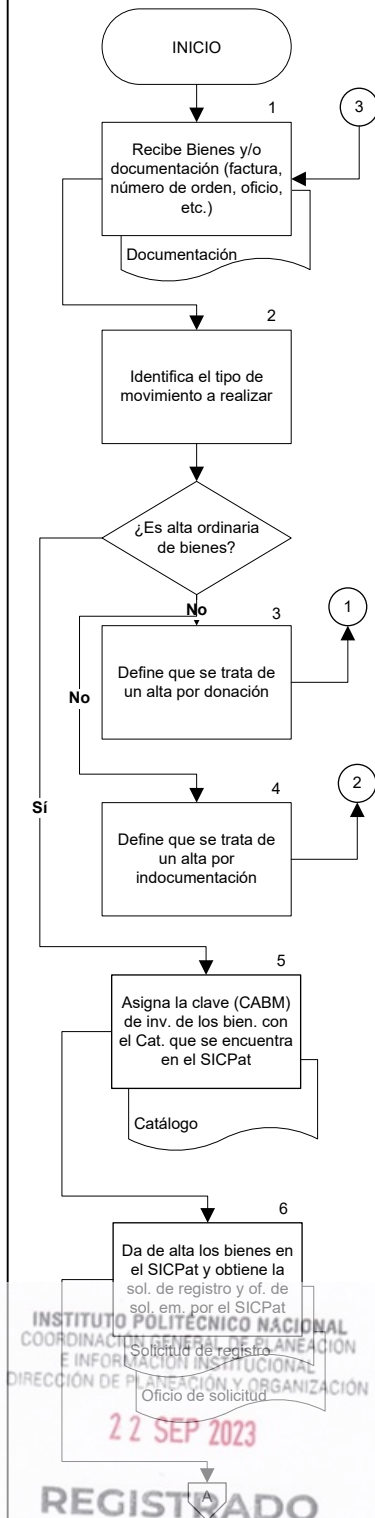 INICIO
1
3
Recibe Bienes y/o
documentación (factura,
número de orden, oficio,
etc.)
Documentación
2
Identifica el tipo de
movimiento a realizar
¿Es alta ordinaria
de bienes?
No
3
1
Define que se trata de
un alta por donación
No
Sí
4
2
Define que se trata de
un alta por
indocumentación
5
Asigna la clave (CABM)
de inv. de los bien. con
el Cat. que se encuentra
en el SICPat
Catálogo
6
Da de alta los bienes en
el SICPat y obtiene la
sol. de registro y of. de
sol. em. por el SICPat
Solicitud de registro
Oficio de solicitud
INSTITUTO POLITÉCNICO NACIONAL
COORDINACIÓN GENERAL DE PLANEACIÓN
E INFORMACIÓN INSTITUCIONAL
DIRECCIÓN DE PLANEACIÓN Y ORGANIZACIÓN
22 SEP 2023
A
REGISTRADO